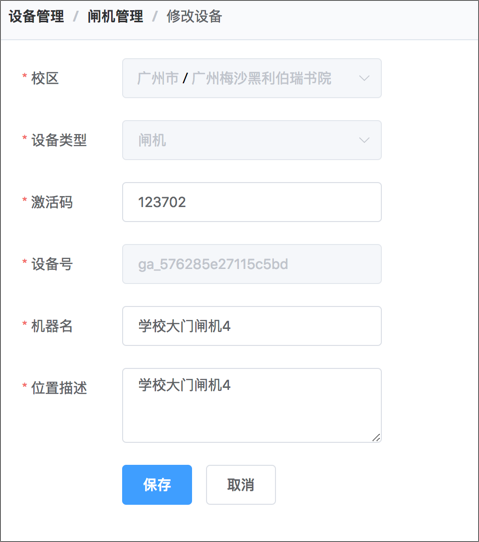 设备管理 / 闸机管理 / 修改设备
* 校区 广州市 / 广州梅沙黑利伯瑞书院
* 设备类型 闸机
* 激活码 123702
* 设备号 ga_576285e27115c5bd
* 机器名 学校大门闸机4
* 位置描述 学校大门闸机4
保存 取消